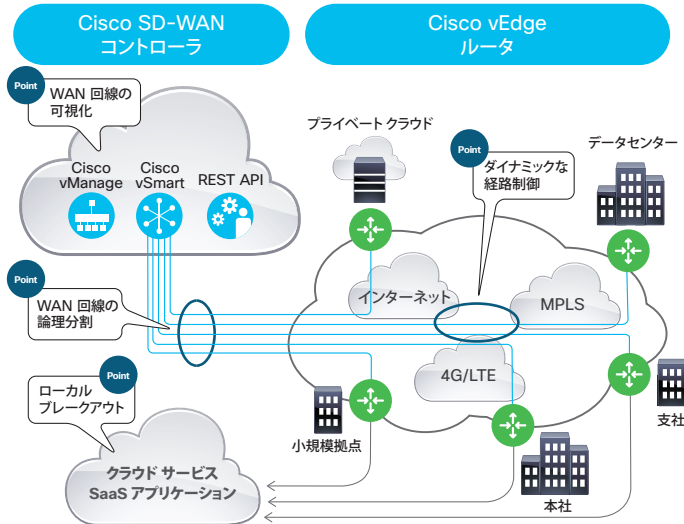 Cisco SD-WAN
コントローラ
Cisco vEdge
ルータ
Point
WAN 回線の
可視化
Cisco
vManage
Cisco
vSmart
REST API
プライベート クラウド
Point
ダイナミックな
経路制御
データセンター
インターネット
MPLS
4G/LTE
Point
WAN 回線の
論理分割
Point
ローカル
ブレークアウト
小規模拠点
支社
本社
クラウド サービス
SaaS アプリケーション